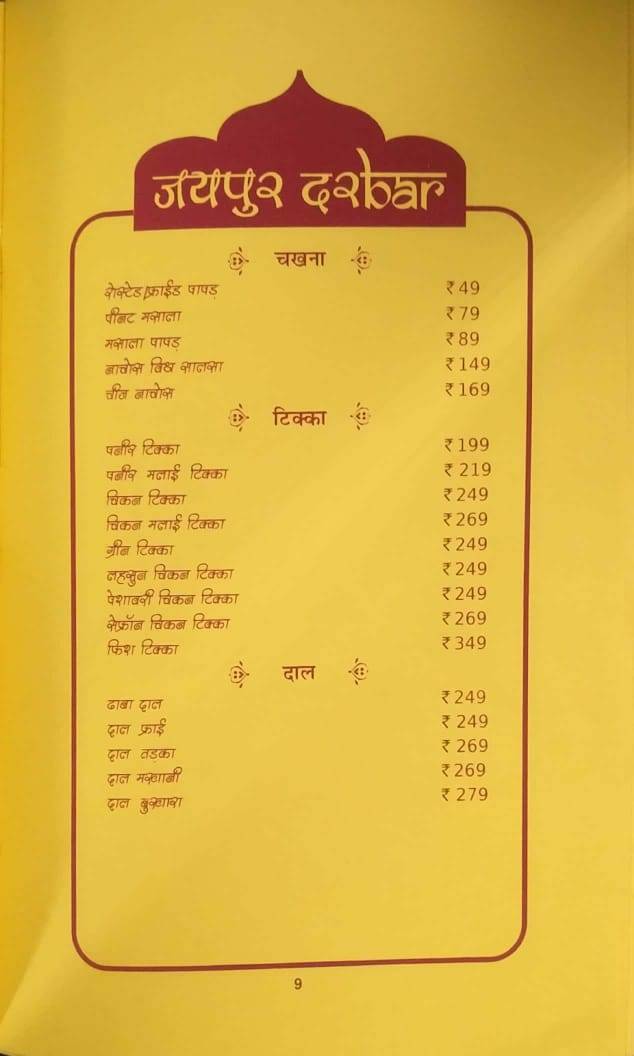 जयपुर दरbar
चखना
रोस्टेड/फ्राईड पापड़ ₹ 49
पीनट मसाला ₹ 79
मसाला पापड़ ₹ 89
नाचोस विथ सालसा ₹ 149
चीज नाचोस ₹ 169
टिक्का
पनीर टिक्का ₹ 199
पनीर मलाई टिक्का ₹ 219
चिकन टिक्का ₹ 249
चिकन मलाई टिक्का ₹ 269
ग्रीन टिक्का ₹ 249
लहसुन चिकन टिक्का ₹ 249
पेशावरी चिकन टिक्का ₹ 249
सेफ्रॉन चिकन टिक्का ₹ 269
फिश टिक्का ₹ 349
दाल
ढाबा दाल ₹ 249
दाल फ्राई ₹ 249
दाल तड़का ₹ 269
दाल मखानी ₹ 269
दाल बुखारा ₹ 279
9